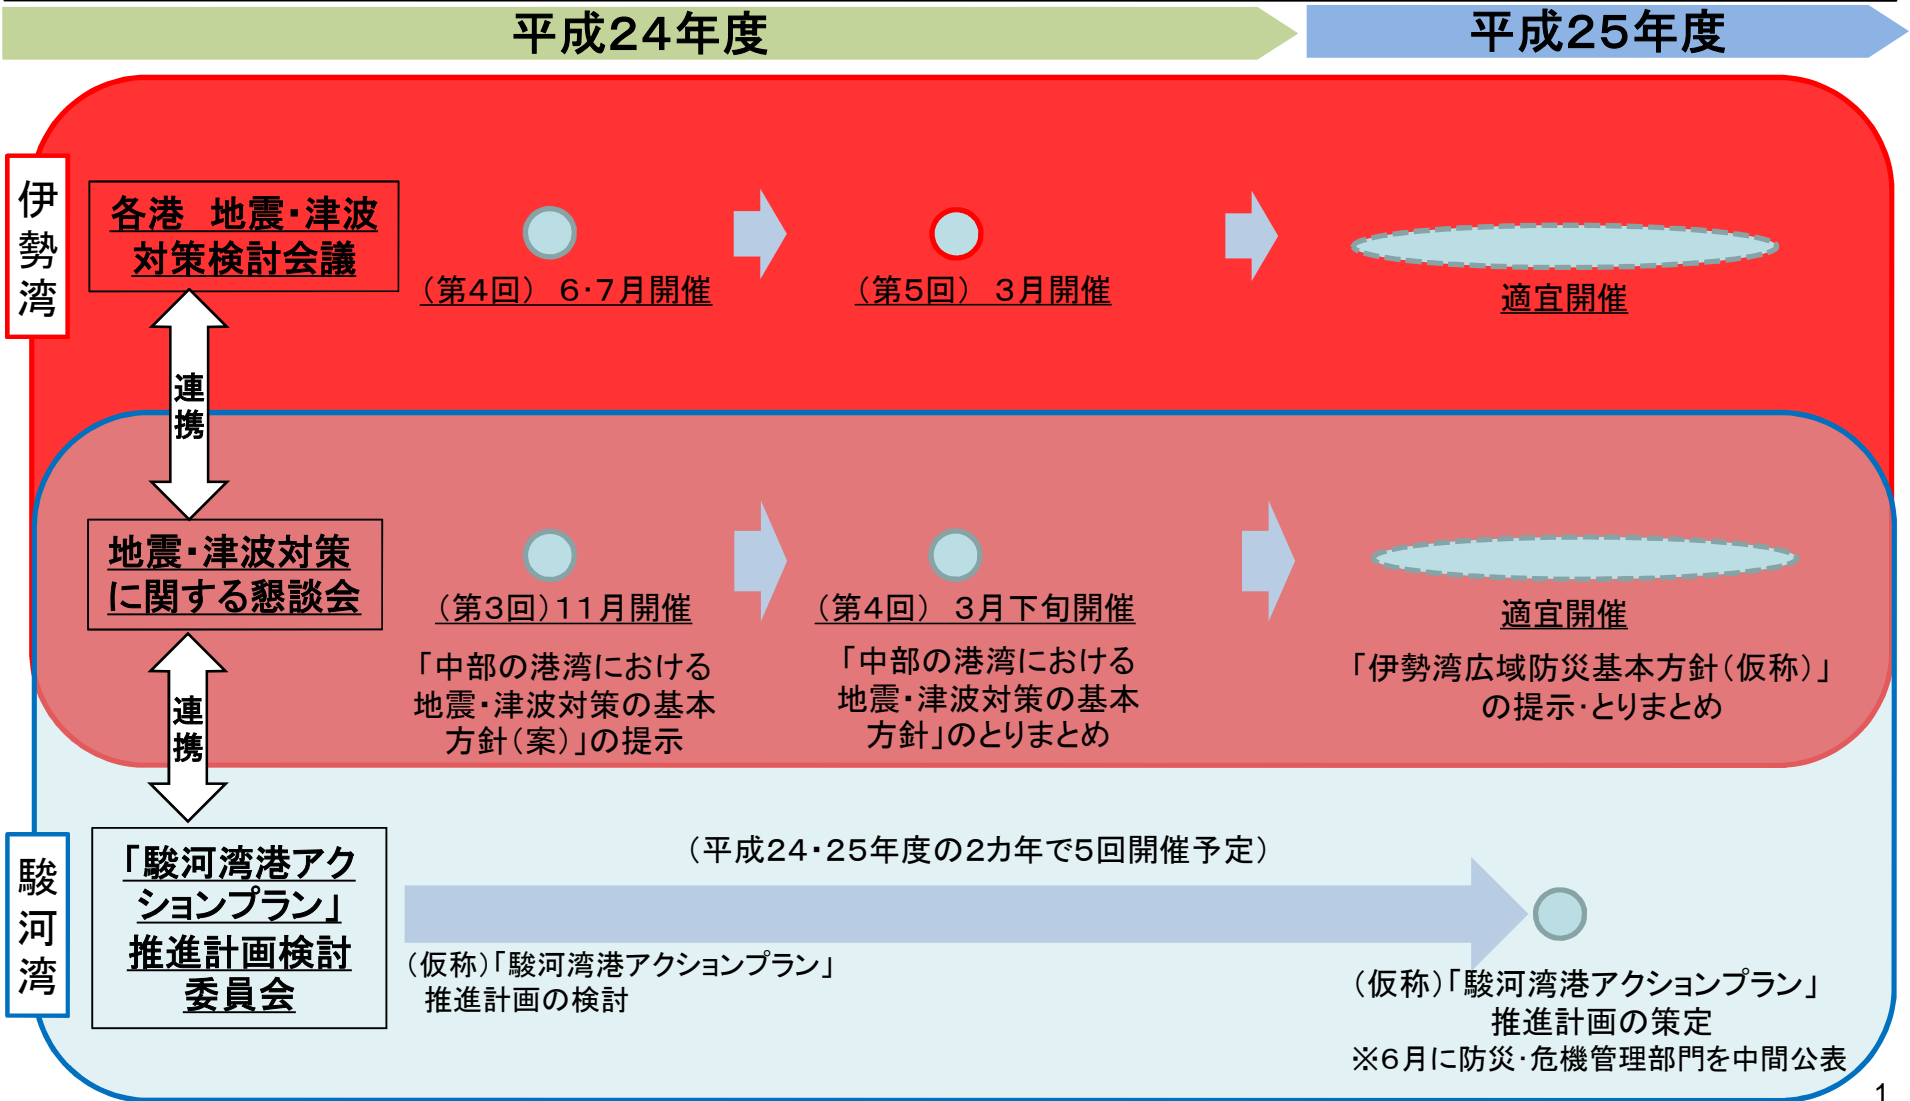 平成24年度
平成25年度
伊勢湾
各港　地震・津波
対策検討会議
(第4回)　6・7月開催
(第5回)　3月開催
適宜開催
連携
地震・津波対策
に関する懇談会
(第3回)11月開催
「中部の港湾における
地震・津波対策の基本
方針(案)」の提示
(第4回)　3月下旬開催
「中部の港湾における
地震・津波対策の基本
方針」のとりまとめ
適宜開催
「伊勢湾広域防災基本方針(仮称)」
の提示・とりまとめ
連携
駿河湾
「駿河湾港アク
ションプラン」
推進計画検討
委員会
(平成24・25年度の2カ年で5回開催予定)
(仮称)「駿河湾港アクションプラン」
推進計画の検討
(仮称)「駿河湾港アクションプラン」
推進計画の策定
※6月に防災・危機管理部門を中間公表
1